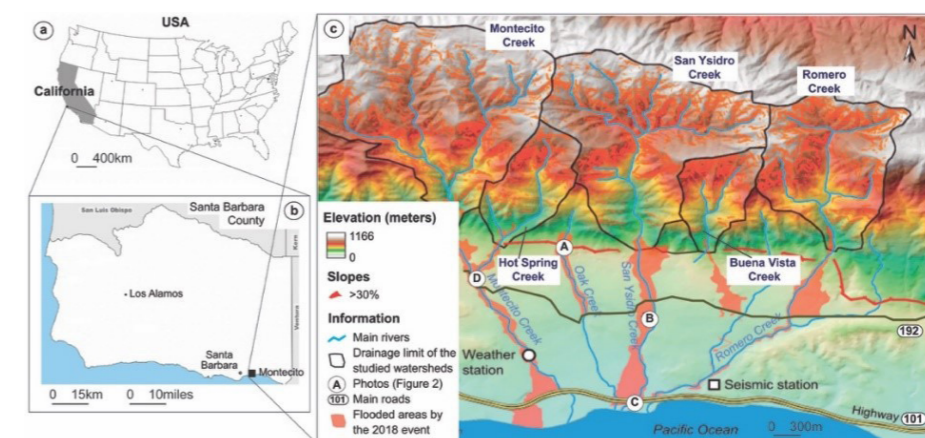 a
USA
California
0 400km
b
San Luis Obispo
Santa Barbara
County
Kern
Ventura
Los Alamos
Santa
Barbara
Montecito
0 15km 0 10miles
c
N
Montecito
Creek
San Ysidro
Creek
Romero
Creek
Elevation (meters)
1166
0
Slopes
>30%
Information
Main rivers
Drainage limit of the
studied watersheds
A Photos (Figure 2)
101 Main roads
Flooded areas by
the 2018 event
Hot Spring
Creek
Buena Vista
Creek
A
D
B
C
Montecito Creek
Oak Creek
San Ysidro Creek
Romero Creek
192
Weather
station
Seismic station
Highway 101
Pacific Ocean
0 300m